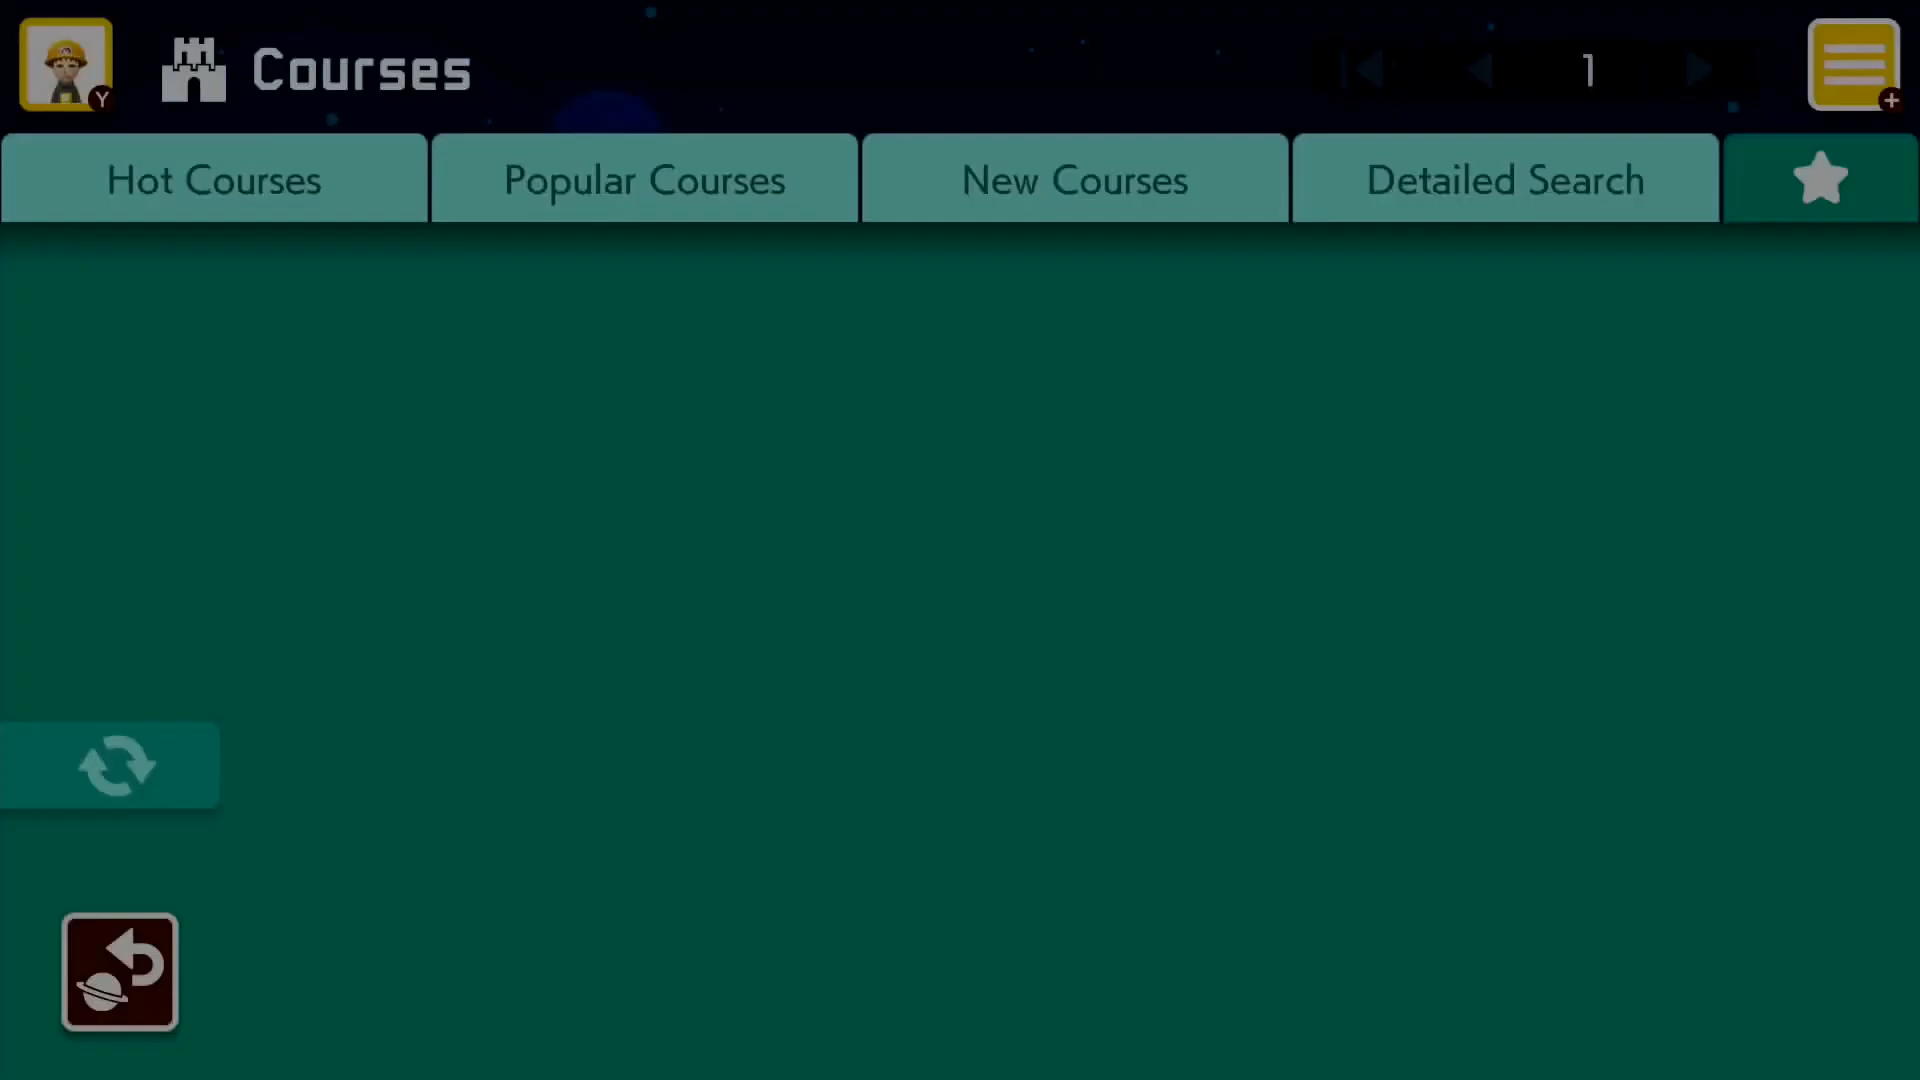 Y
Courses
1
+
Hot Courses
Popular Courses
New Courses
Detailed Search